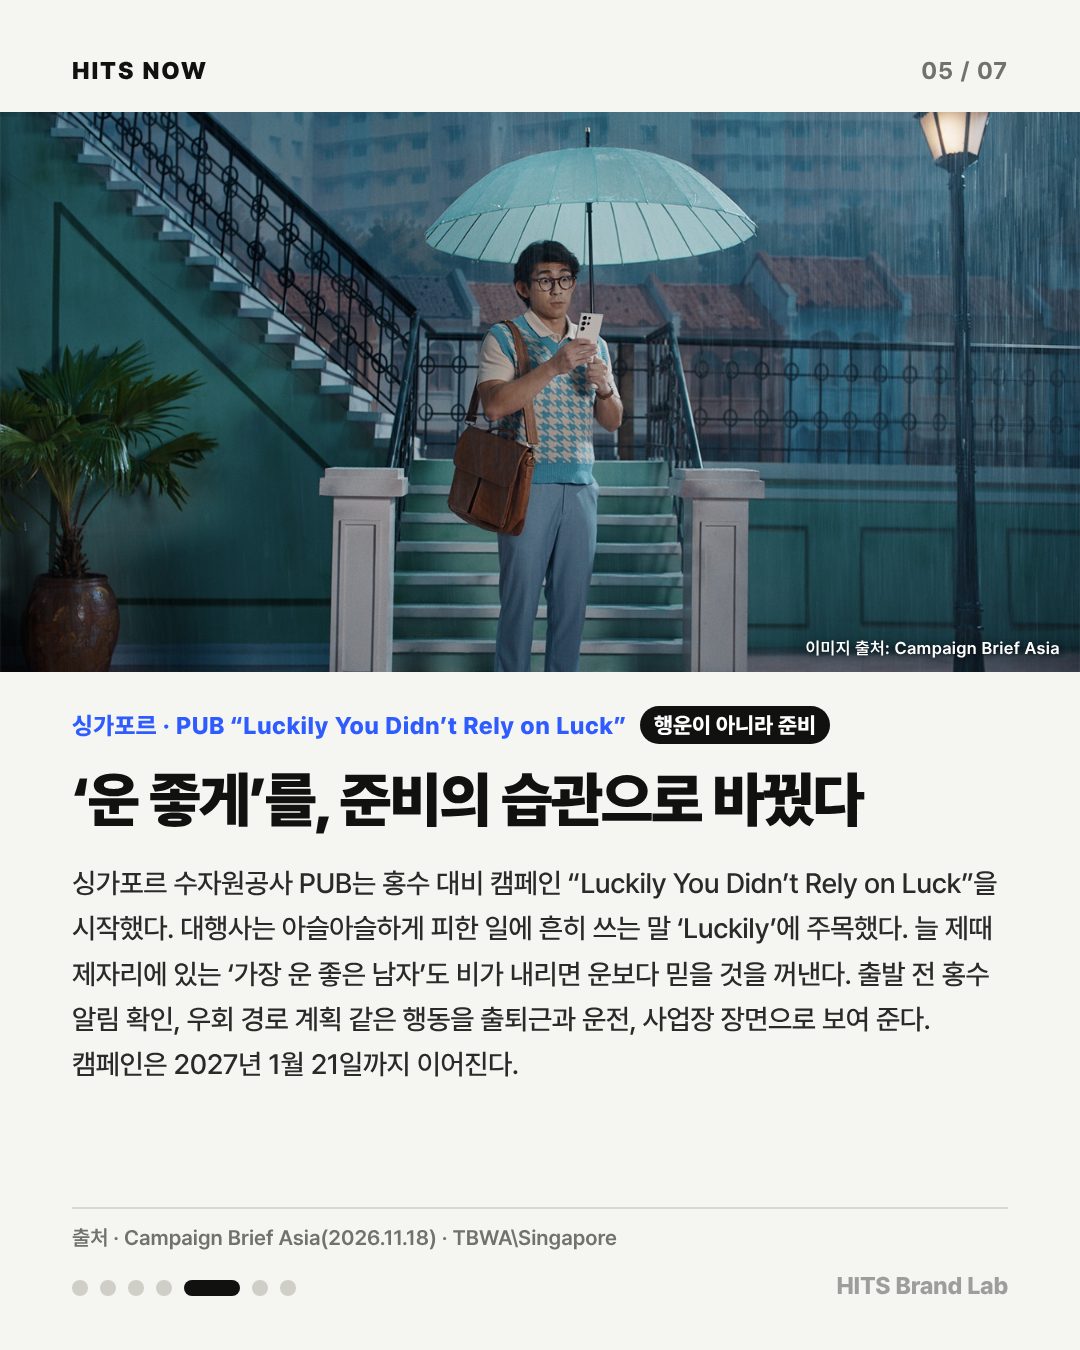 HITS NOW
05 / 07
이미지 출처: Campaign Brief Asia
싱가포르 · PUB “Luckily You Didn’t Rely on Luck”
행운이 아니라 준비
‘운 좋게’를, 준비의 습관으로 바꿨다
싱가포르 수자원공사 PUB는 홍수 대비 캠페인 “Luckily You Didn’t Rely on Luck”을
시작했다. 대행사는 아슬아슬하게 피한 일에 흔히 쓰는 말 ‘Luckily’에 주목했다. 늘 제때
제자리에 있는 ‘가장 운 좋은 남자’도 비가 내리면 운보다 믿을 것을 꺼낸다. 출발 전 홍수
알림 확인, 우회 경로 계획 같은 행동을 출퇴근과 운전, 사업장 장면으로 보여 준다.
캠페인은 2027년 1월 21일까지 이어진다.
출처 · Campaign Brief Asia(2026.11.18) · TBWA\Singapore
HITS Brand Lab